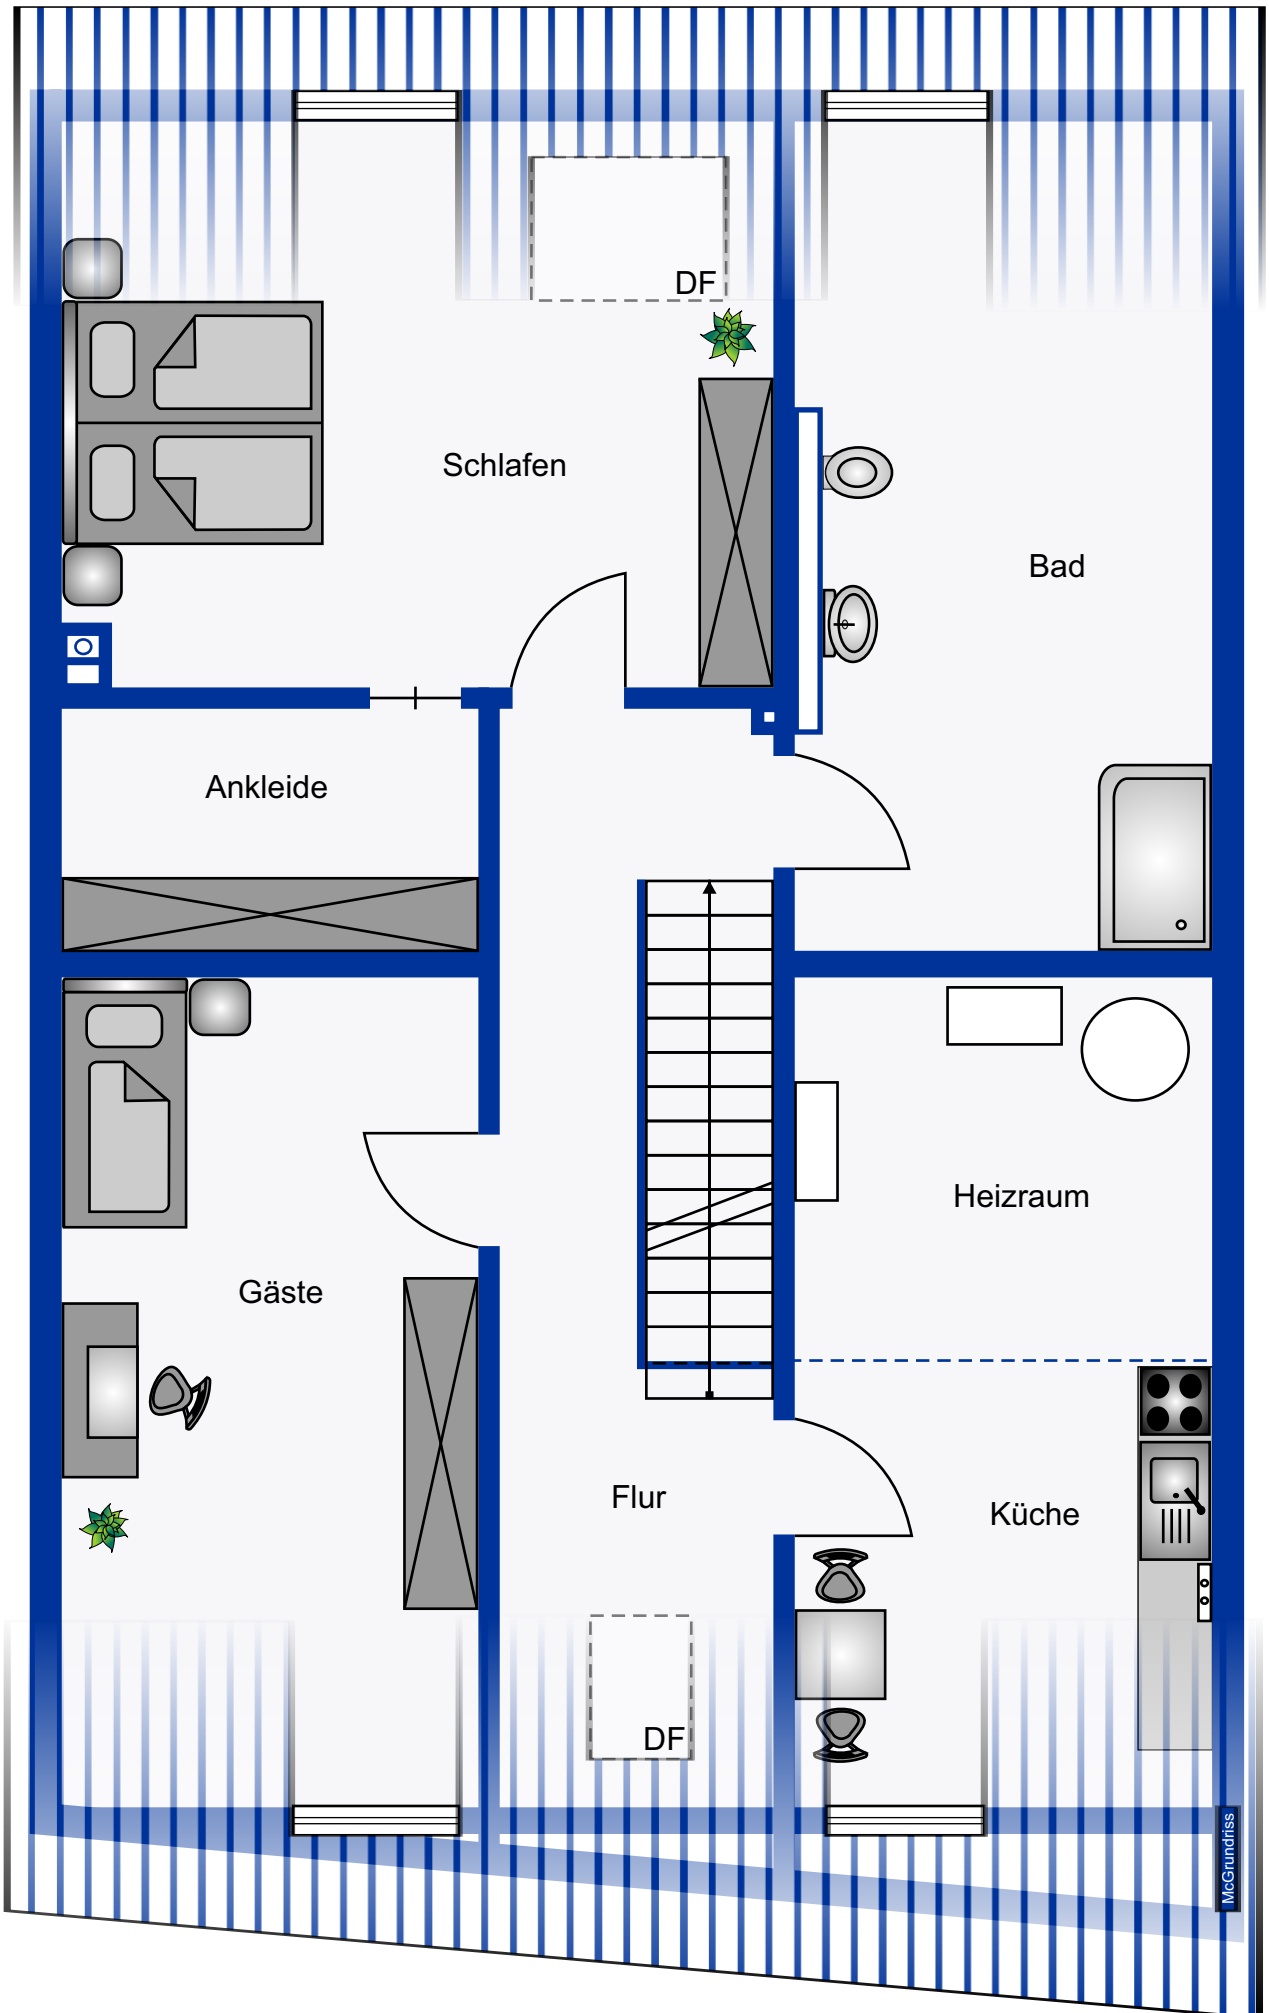 DF
Schlafen
Bad
Ankleide
Heizraum
Gäste
Flur
Küche
DF
McGrundriss